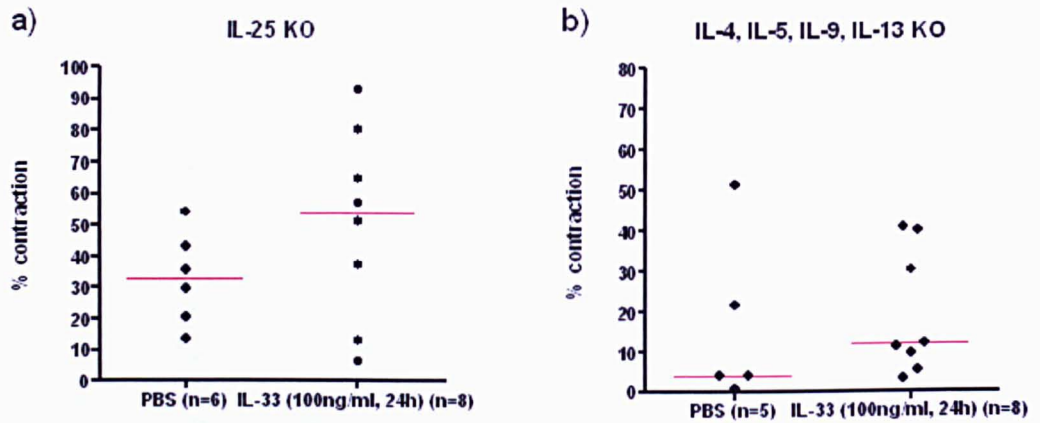 a)
IL-25 KO
% contraction
100
90
80
70
60
50
40
30
20
10
0
PBS (n=6) IL-33 (100ng/ml, 24h) (n=8)
b)
IL-4, IL-5, IL-9, IL-13 KO
% contraction
80
70
60
50
40
30
20
10
0
PBS (n=5) IL-33 (100ng/ml, 24h) (n=8)